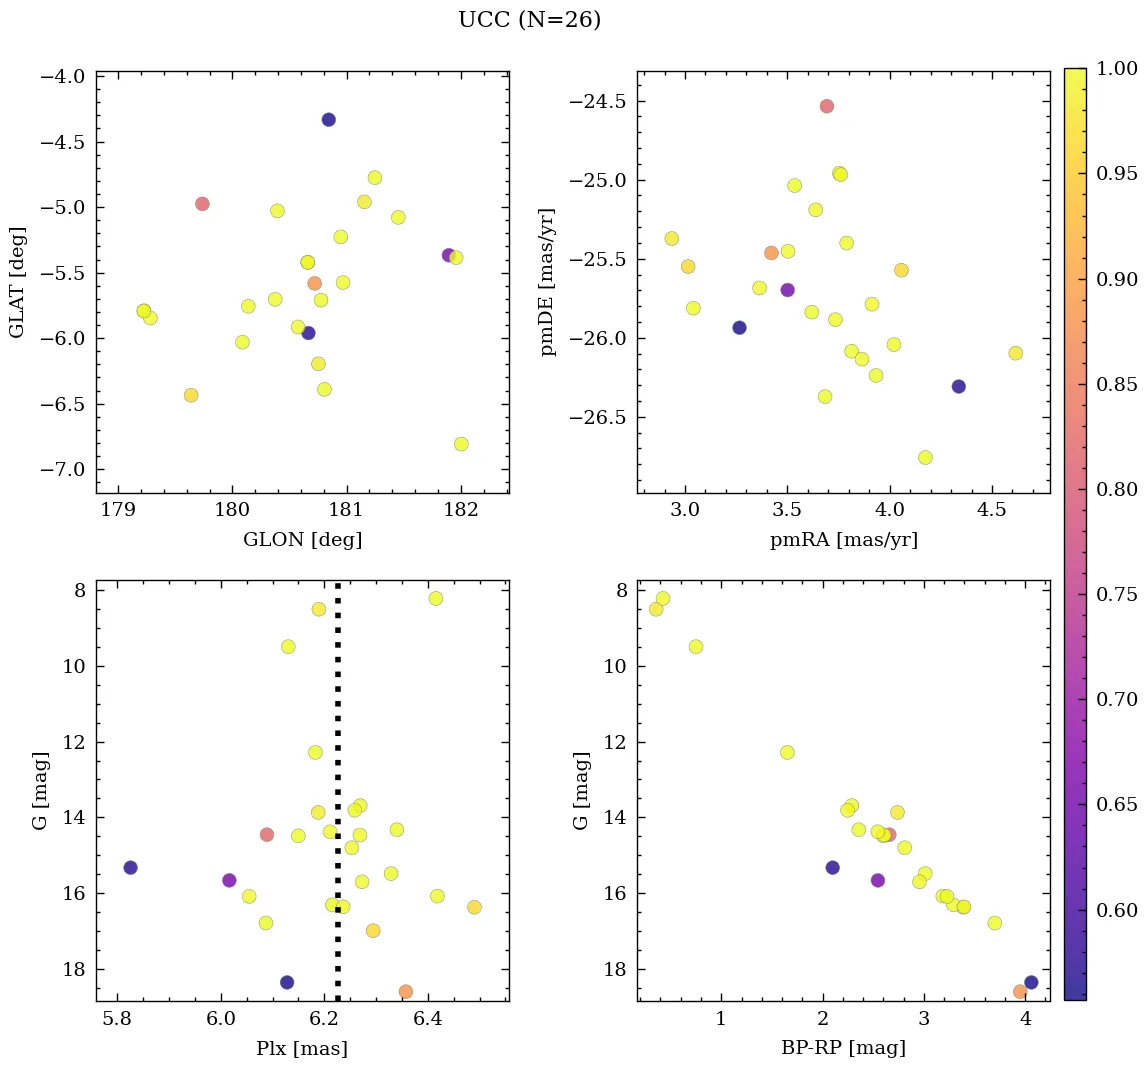 UCC (N=26)
−4.0
−4.5
−5.0
−5.5
−6.0
−6.5
−7.0
GLAT [deg]
179 180 181 182
GLON [deg]
−24.5
−25.0
−25.5
−26.0
−26.5
pmDE [mas/yr]
3.0 3.5 4.0 4.5
pmRA [mas/yr]
8
10
12
14
16
18
G [mag]
5.8 6.0 6.2 6.4
Plx [mas]
8
10
12
14
16
18
G [mag]
1 2 3 4
BP-RP [mag]
1.00
0.95
0.90
0.85
0.80
0.75
0.70
0.65
0.60